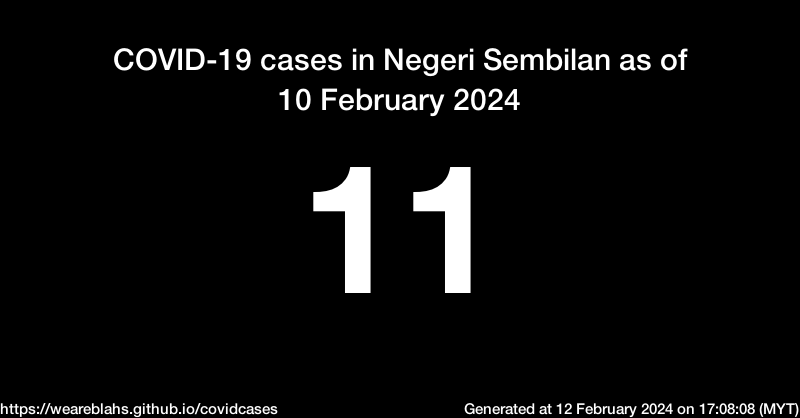 COVID-19 cases in Negeri Sembilan as of
10 February 2024
11
https://weareblahs.github.io/covidcases
Generated at 12 February 2024 on 17:08:08 (MYT)